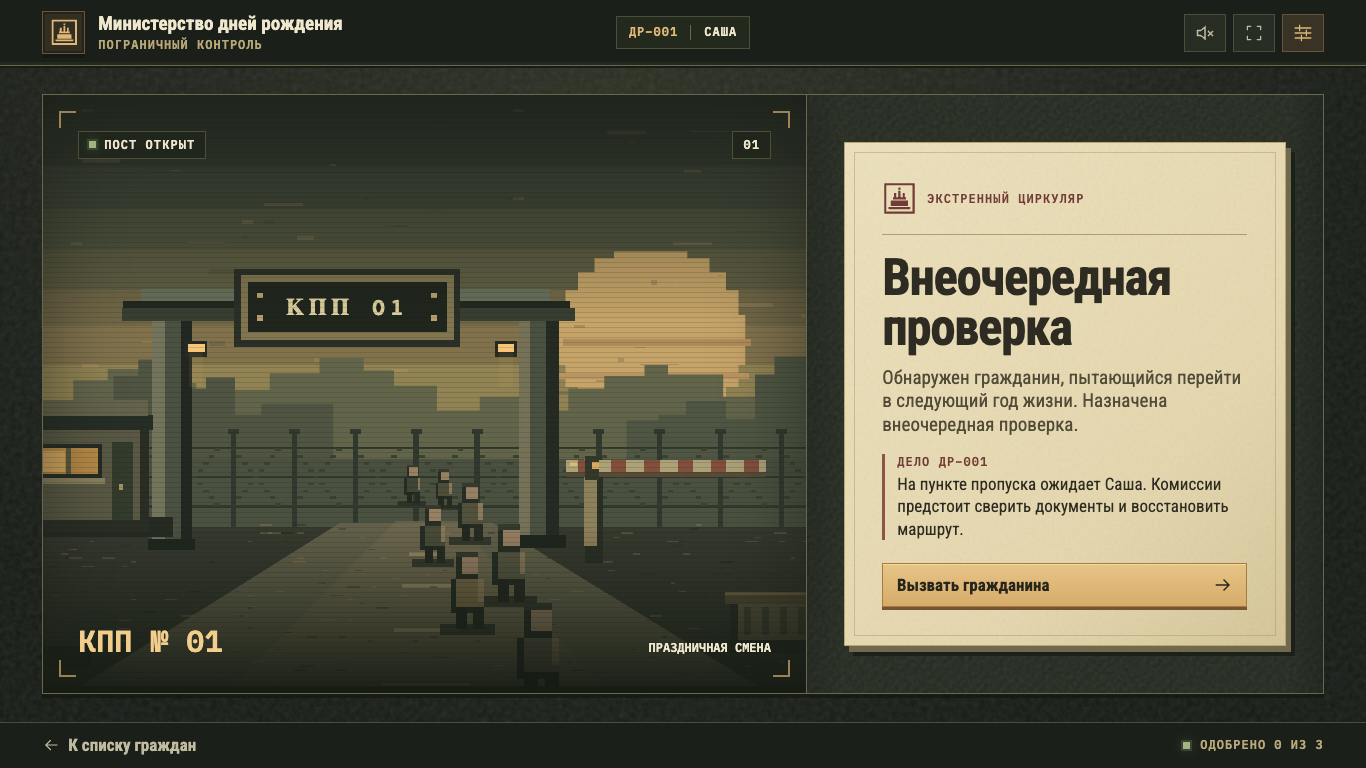 Министерство дней рождения
ПОГРАНИЧНЫЙ КОНТРОЛЬ
ДР-001 САША
ПОСТ ОТКРЫТ
01
КПП 01
КПП № 01
ПРАЗДНИЧНАЯ СМЕНА
ЭКСТРЕННЫЙ ЦИРКУЛЯР
Внеочередная
проверка
Обнаружен гражданин, пытающийся перейти
в следующий год жизни. Назначена
внеочередная проверка.
ДЕЛО ДР-001
На пункте пропуска ожидает Саша. Комиссии
предстоит сверить документы и восстановить
маршрут.
Вызвать гражданина →
← К списку граждан
ОДОБРЕНО 0 ИЗ 3